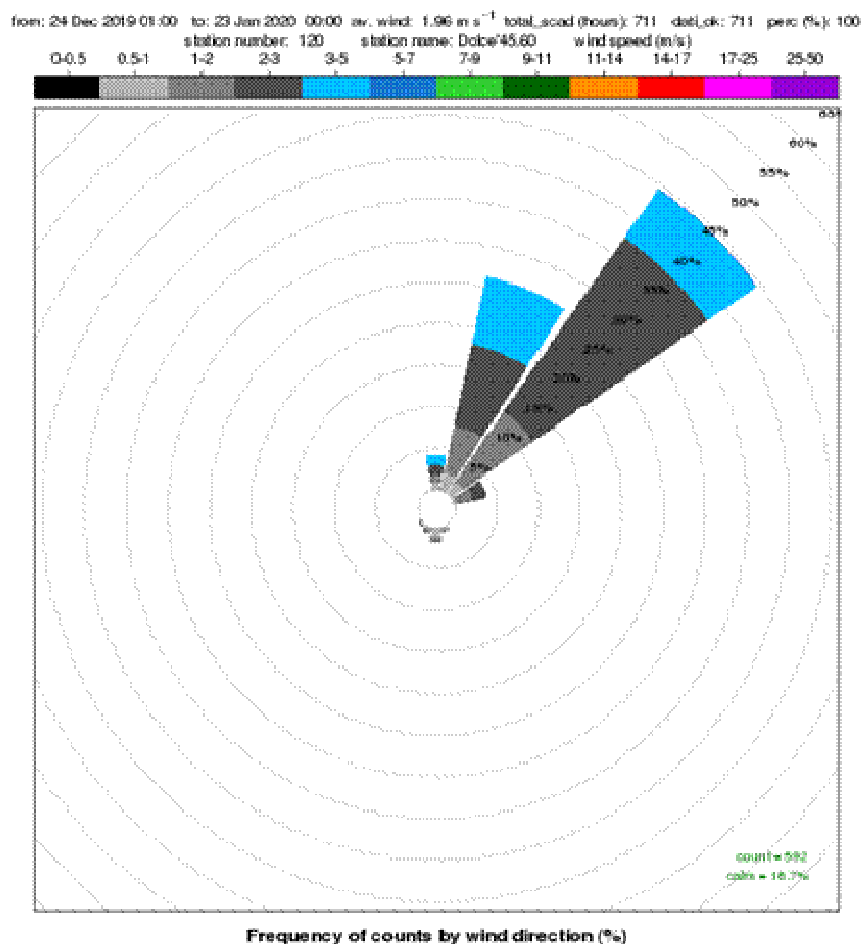 from: 24 Dec 2019 01:00 to: 23 Jan 2020 00:00 av. wind: 1.96 m s⁻¹ total_scad (hours): 711 dati_ok: 711 perc (%): 100
station number: 120 station name: Dolce'45.60 wind speed (m/s)
0-0.5 0.5-1 1-2 2-3 3-5 5-7 7-9 9-11 11-14 14-17 17-25 25-50
60%
55%
50%
45%
40%
35%
30%
25%
20%
15%
10%
5%
count = 592
calm = 16.7%
Frequency of counts by wind direction (%)